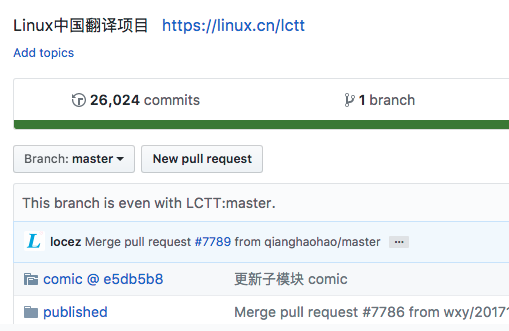 Linux中国翻译项目 https://linux.cn/lctt
Add topics
26,024 commits 1 branch
Branch: master New pull request
This branch is even with LCTT:master.
L locez Merge pull request #7789 from qianghaohao/master ...
comic @ e5db5b8 更新子模块 comic
published Merge pull request #7786 from wxy/20171